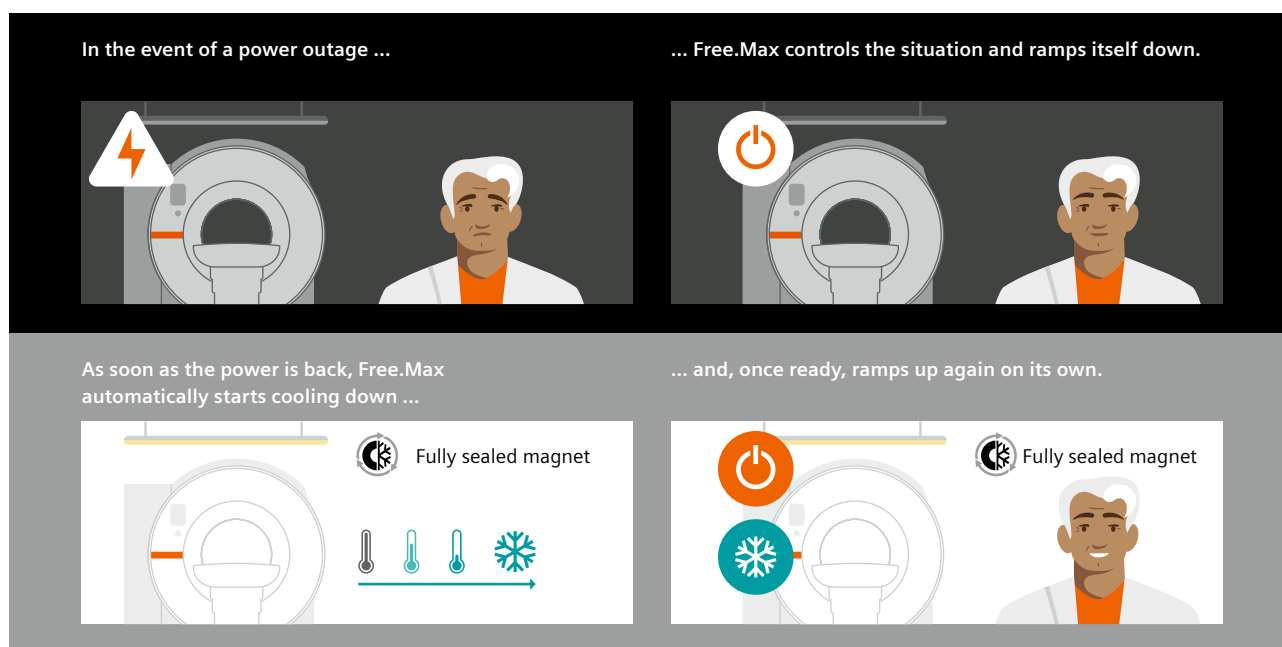 In the event of a power outage ...
... Free.Max controls the situation and ramps itself down.
As soon as the power is back, Free.Max
automatically starts cooling down ...
... and, once ready, ramps up again on its own.
Fully sealed magnet
Fully sealed magnet